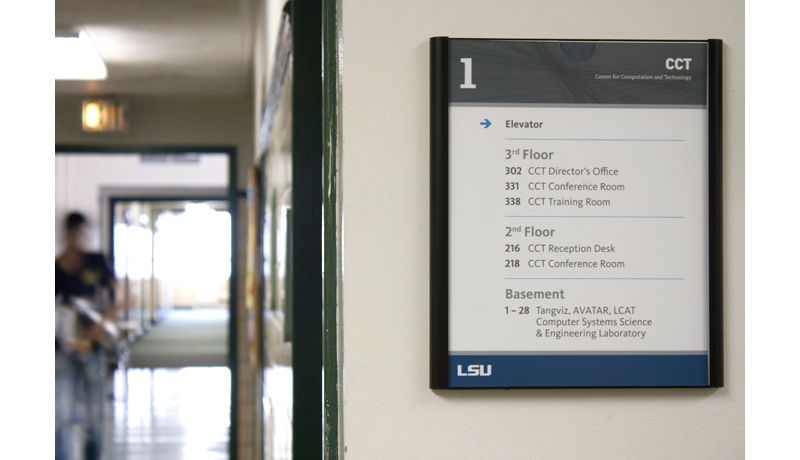 1
CCT
Center for Computation and Technology
→ Elevator
3rd Floor
302 CCT Director's Office
331 CCT Conference Room
338 CCT Training Room
2nd Floor
216 CCT Reception Desk
218 CCT Conference Room
Basement
1 – 28 Tangviz, AVATAR, LCAT
Computer Systems Science
& Engineering Laboratory
LSU